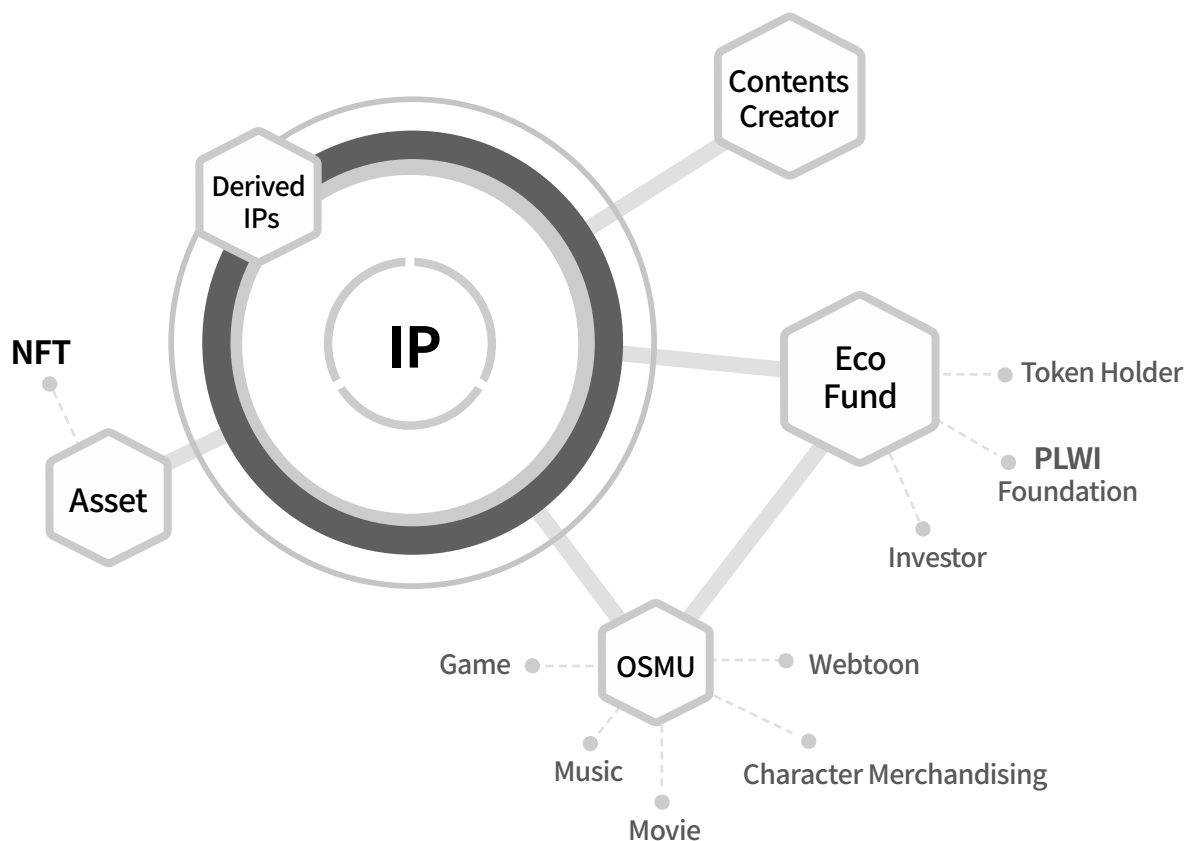 Contents
Creator
Derived
IPs
IP
NFT
Eco
Fund
Token Holder
PLWI
Foundation
Asset
Investor
Game
OSMU
Webtoon
Music
Character Merchandising
Movie